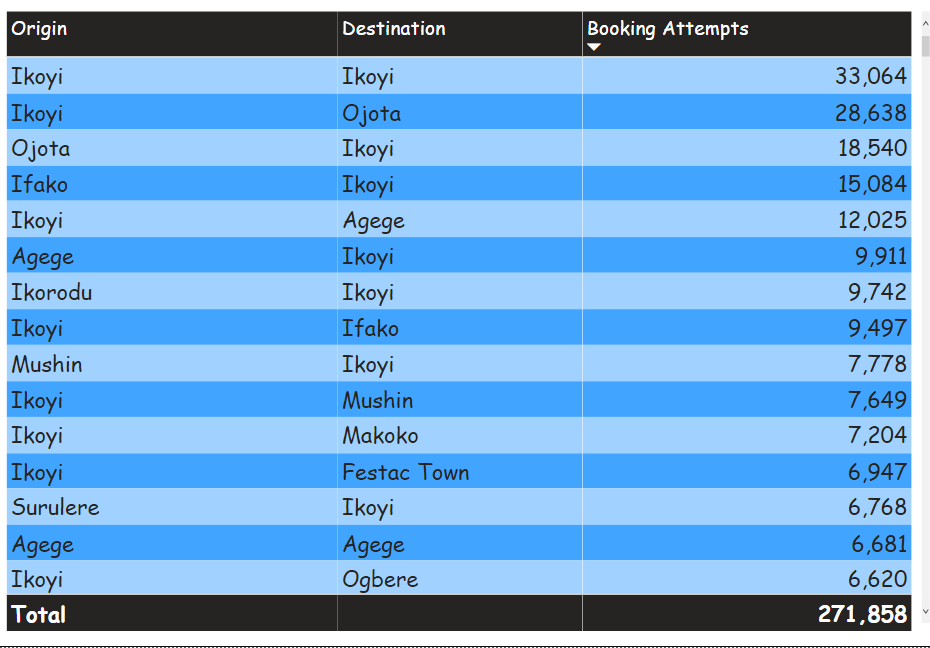 Origin Destination Booking Attempts
Ikoyi Ikoyi 33,064
Ikoyi Ojota 28,638
Ojota Ikoyi 18,540
Ifako Ikoyi 15,084
Ikoyi Agege 12,025
Agege Ikoyi 9,911
Ikorodu Ikoyi 9,742
Ikoyi Ifako 9,497
Mushin Ikoyi 7,778
Ikoyi Mushin 7,649
Ikoyi Makoko 7,204
Ikoyi Festac Town 6,947
Surulere Ikoyi 6,768
Agege Agege 6,681
Ikoyi Ogbere 6,620
Total 271,858